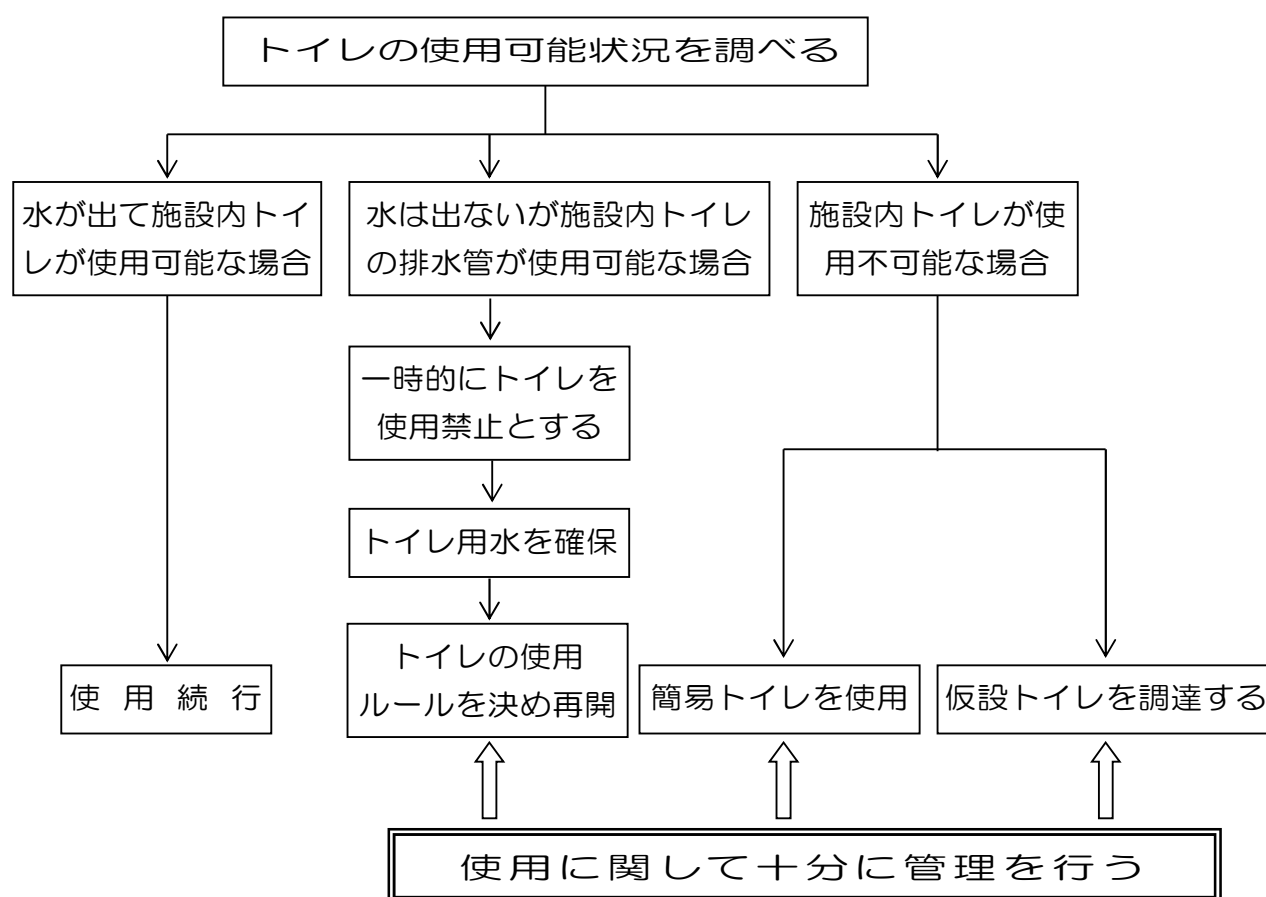 トイレの使用可能状況を調べる
水が出て施設内トイ
レが使用可能な場合
水は出ないが施設内トイレ
の排水管が使用可能な場合
施設内トイレが使
用不可能な場合
一時的にトイレを
使用禁止とする
トイレ用水を確保
トイレの使用
ルールを決め再開
使 用 続 行
簡易トイレを使用
仮設トイレを調達する
使用に関して十分に管理を行う